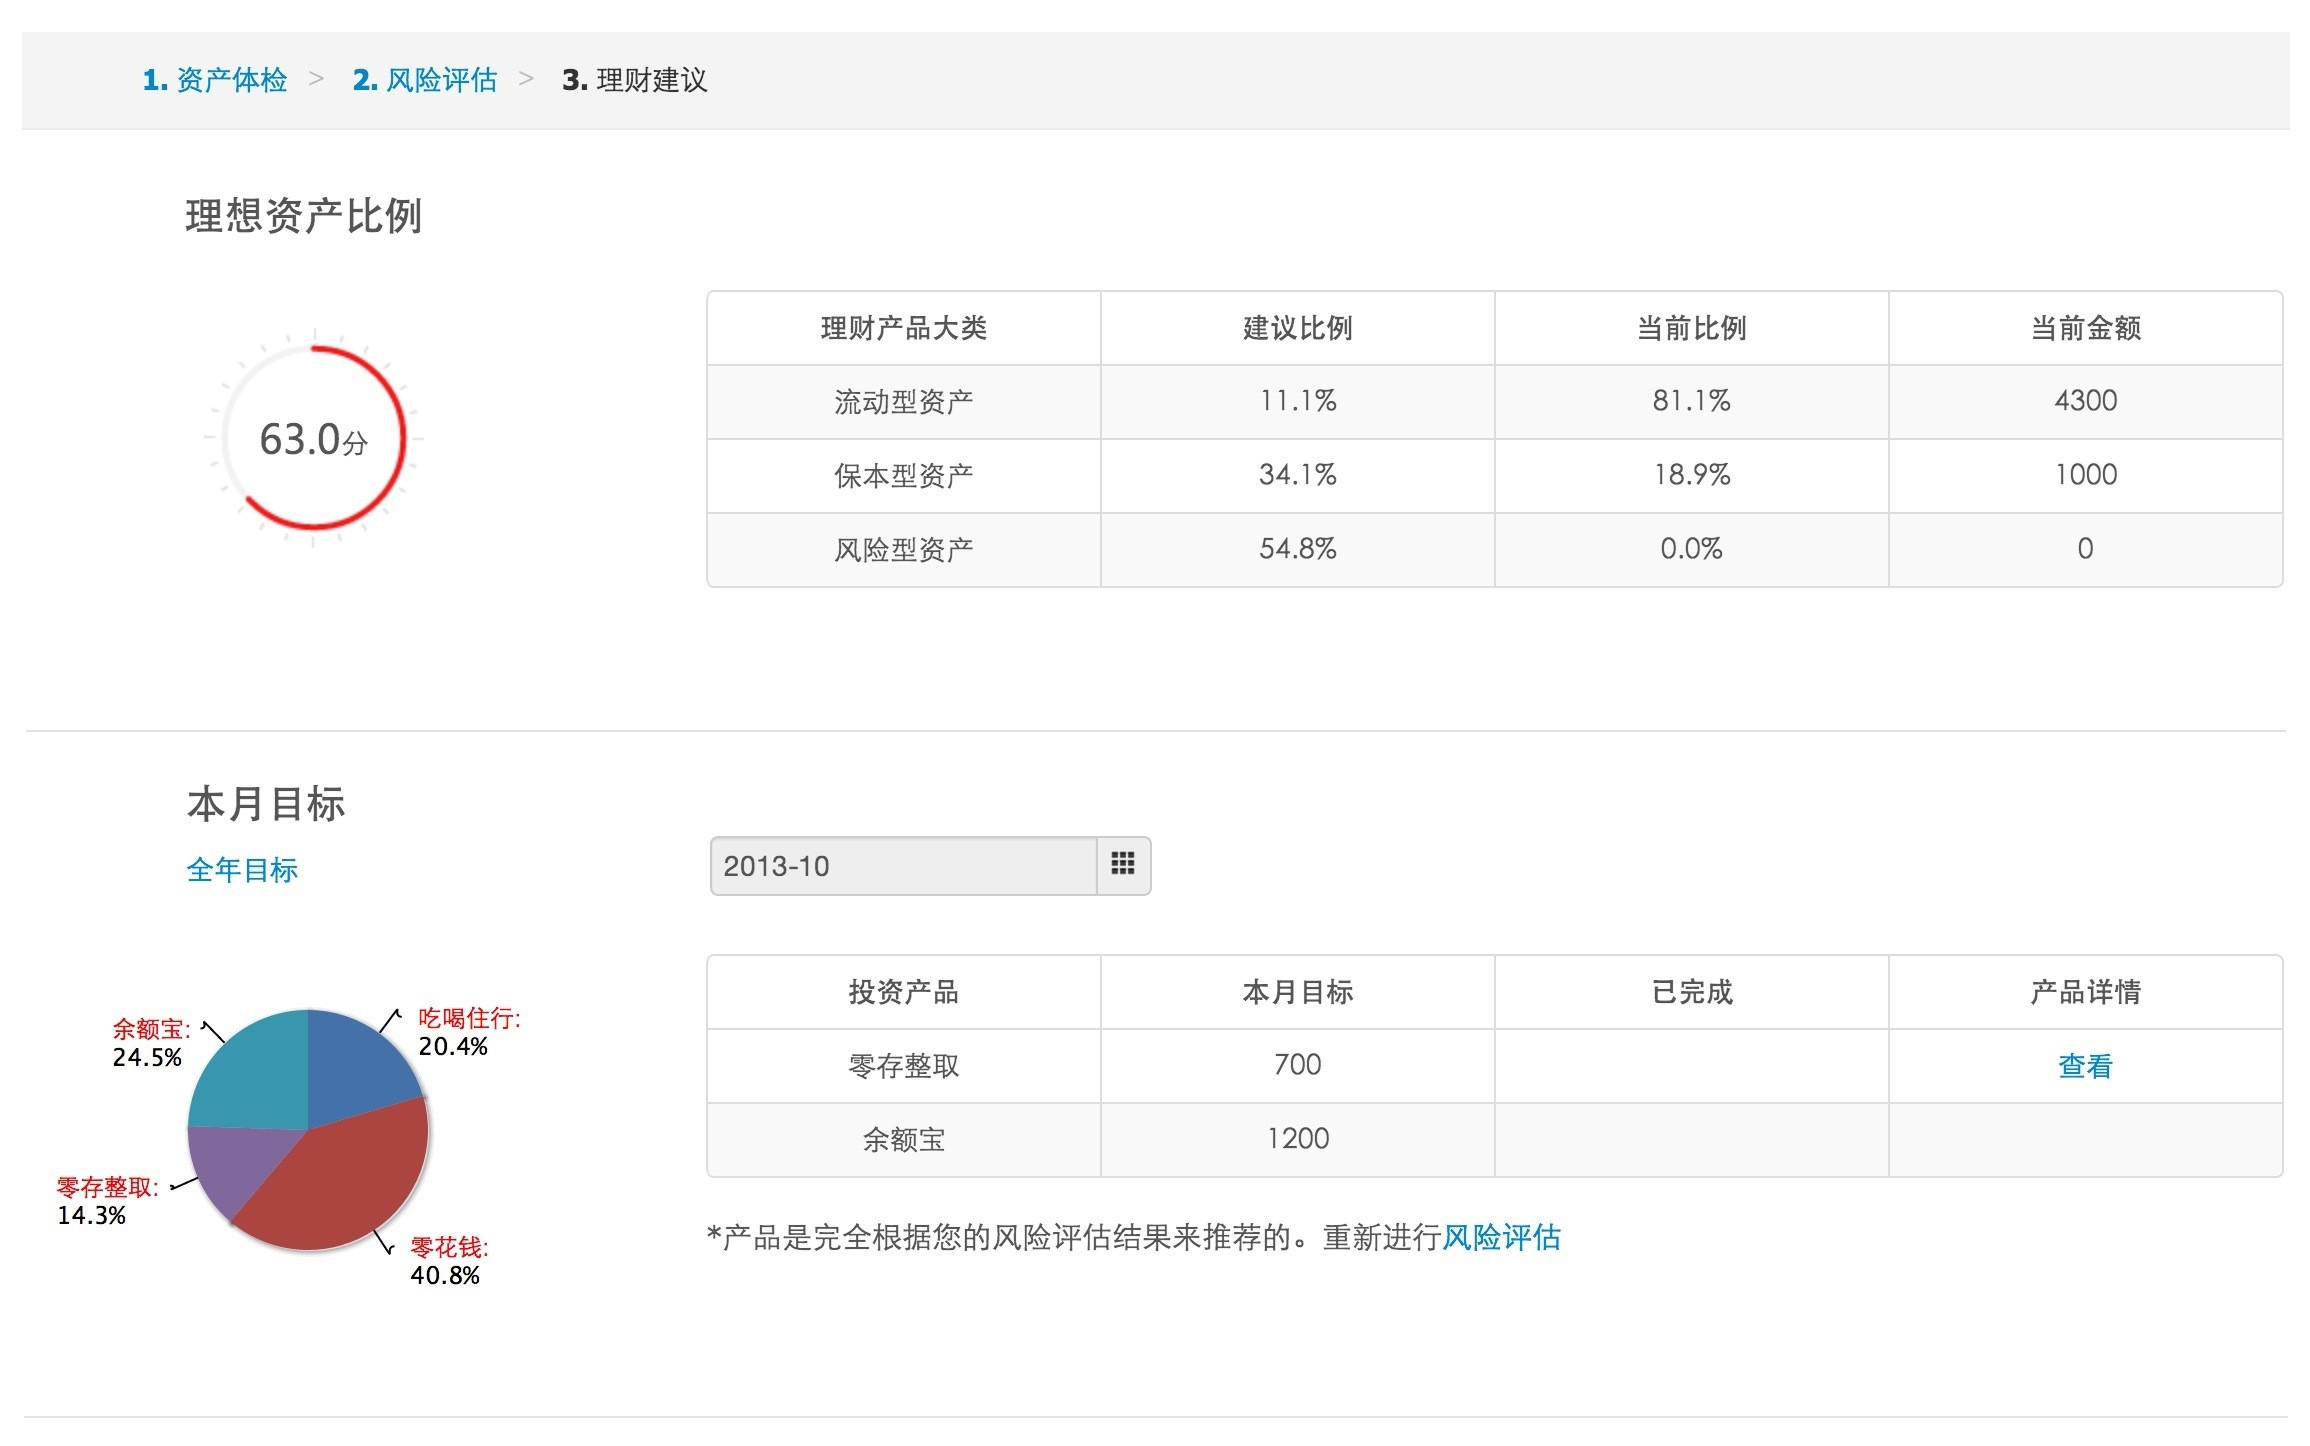 1. 资产体检 > 2. 风险评估 > 3. 理财建议
理想资产比例
63.0分
理财产品大类 建议比例 当前比例 当前金额
流动型资产 11.1% 81.1% 4300
保本型资产 34.1% 18.9% 1000
风险型资产 54.8% 0.0% 0
本月目标
全年目标
2013-10
余额宝:
24.5%
吃喝住行:
20.4%
零存整取:
14.3%
零花钱:
40.8%
投资产品 本月目标 已完成 产品详情
零存整取 700 查看
余额宝 1200
*产品是完全根据您的风险评估结果来推荐的。重新进行风险评估